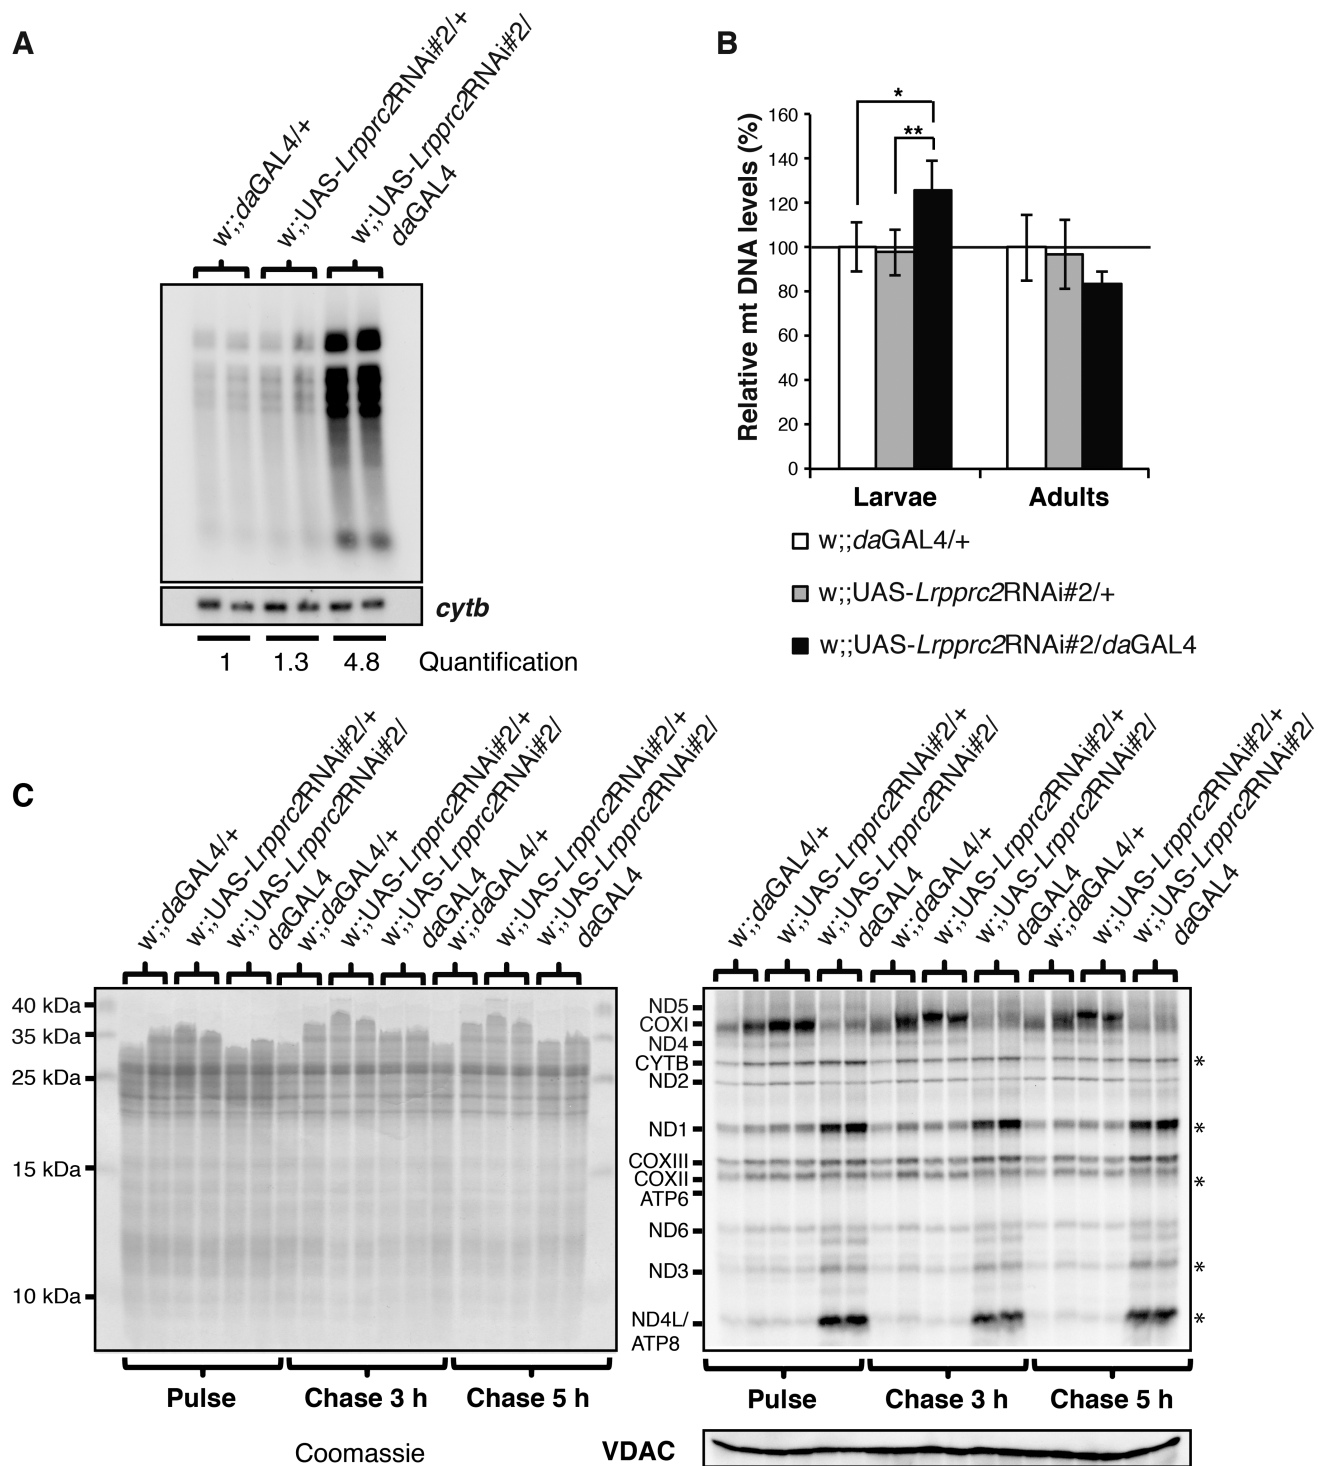 A
w;;daGAL4/+
w;;UAS-Lrpprc2RNAi#2/+
w;;UAS-Lrpprc2RNAi#2/
daGAL4
cytb
1 1.3 4.8 Quantification
B
Relative mt DNA levels (%)
160
140
120
100
80
60
40
20
0
*
**
Larvae Adults
w;;daGAL4/+
w;;UAS-Lrpprc2RNAi#2/+
w;;UAS-Lrpprc2RNAi#2/daGAL4
C
w;;daGAL4/+
w;;UAS-Lrpprc2RNAi#2/+
w;;UAS-Lrpprc2RNAi#2/
daGAL4
w;;daGAL4/+
w;;UAS-Lrpprc2RNAi#2/+
w;;UAS-Lrpprc2RNAi#2/
daGAL4
w;;daGAL4/+
w;;UAS-Lrpprc2RNAi#2/+
w;;UAS-Lrpprc2RNAi#2/
daGAL4
40 kDa
35 kDa
25 kDa
15 kDa
10 kDa
Pulse Chase 3 h Chase 5 h
Coomassie
w;;daGAL4/+
w;;UAS-Lrpprc2RNAi#2/+
w;;UAS-Lrpprc2RNAi#2/
daGAL4
w;;daGAL4/+
w;;UAS-Lrpprc2RNAi#2/+
w;;UAS-Lrpprc2RNAi#2/
daGAL4
w;;daGAL4/+
w;;UAS-Lrpprc2RNAi#2/+
w;;UAS-Lrpprc2RNAi#2/
daGAL4
ND5
COXI
ND4
CYTB *
ND2
ND1 *
COXIII
COXII *
ATP6
ND6
ND3 *
ND4L/ *
ATP8
Pulse Chase 3 h Chase 5 h
VDAC